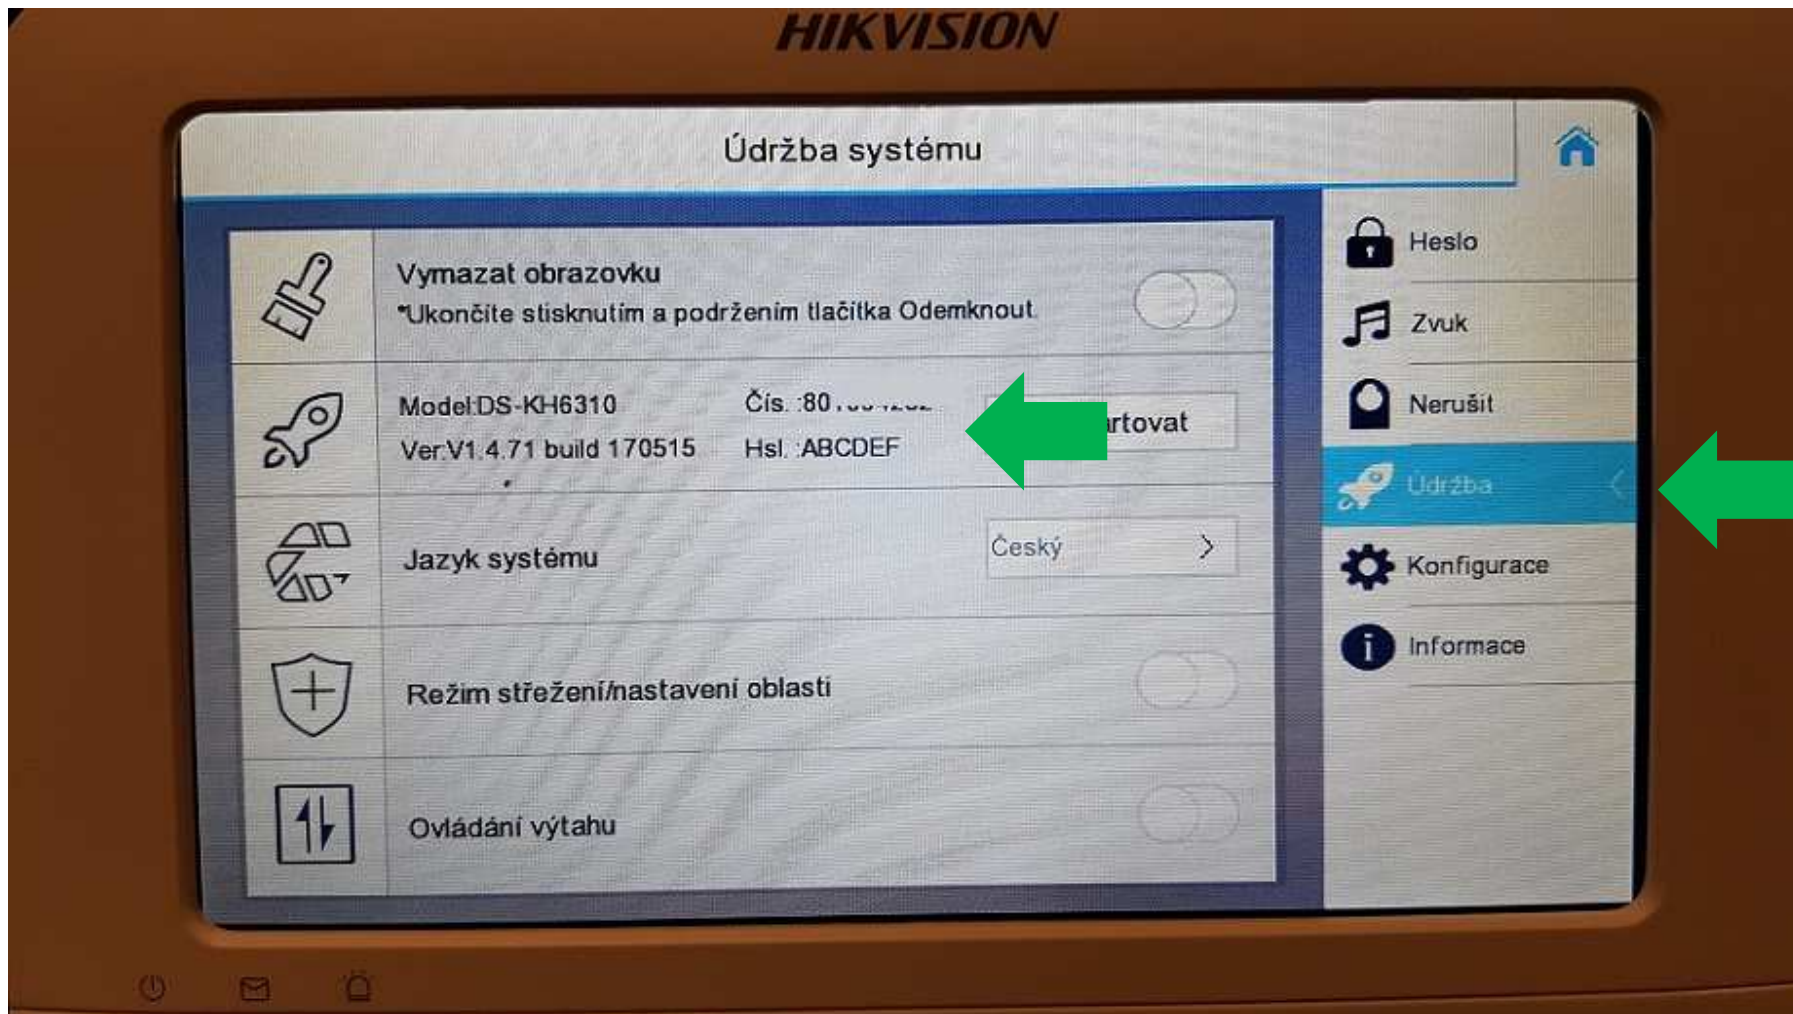 HIKVISION
Údržba systému
Vymazat obrazovku
*Ukončíte stisknutím a podržením tlačítka Odemknout.
Model:DS-KH6310
Čís. :80
Ver:V1.4.71 build 170515
Hsl. :ABCDEF
artovat
Jazyk systému
Český
Režim střežení/nastavení oblasti
Ovládání výtahu
Heslo
Zvuk
Nerušit
Údržba
Konfigurace
Informace